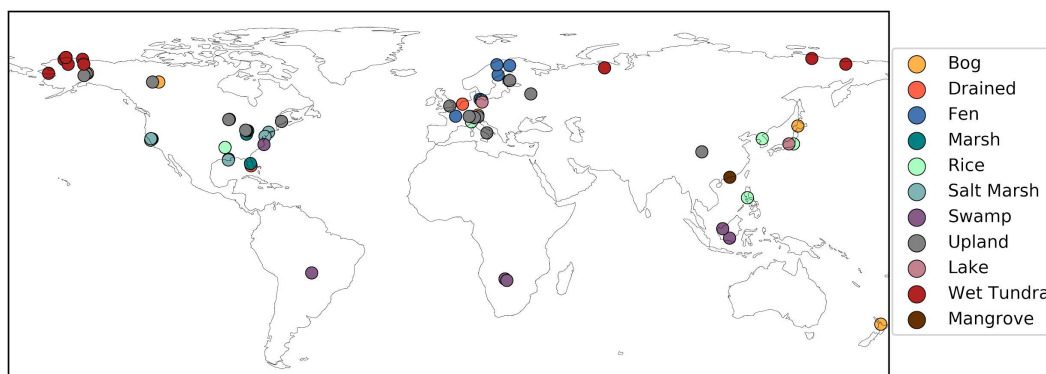 Bog
Drained
Fen
Marsh
Rice
Salt Marsh
Swamp
Upland
Lake
Wet Tundra
Mangrove